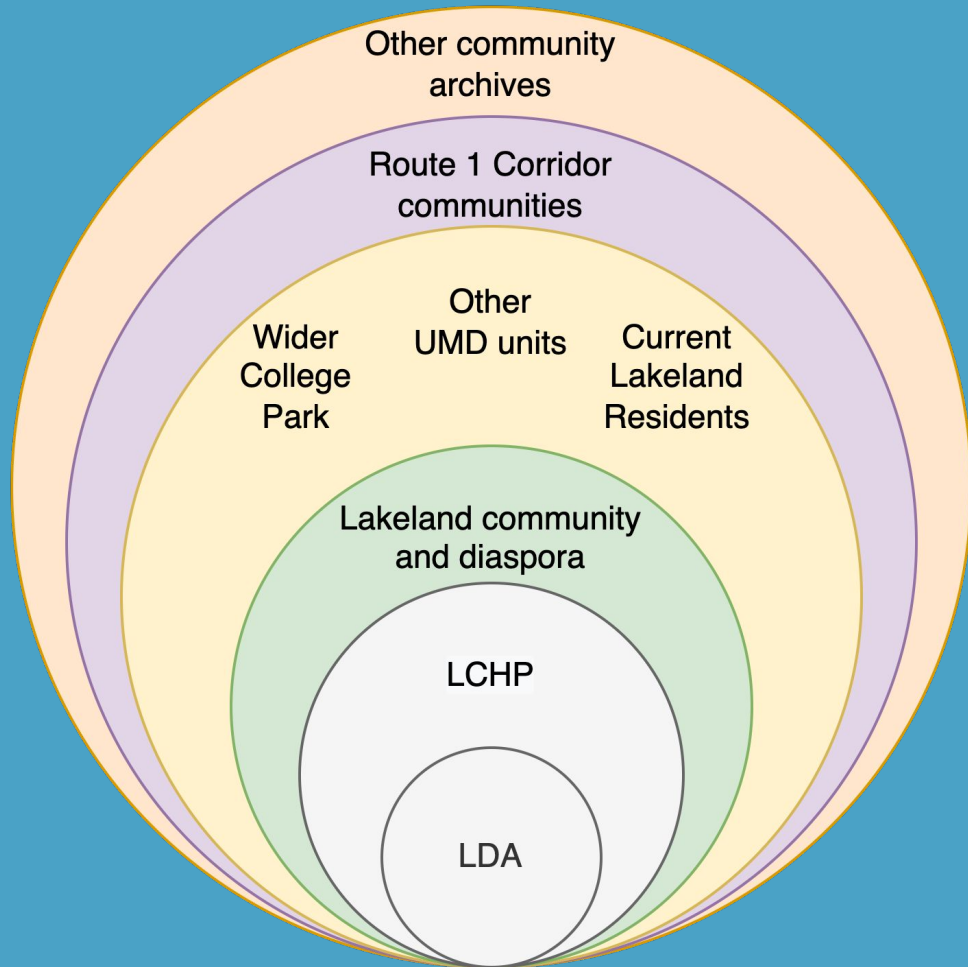 Other community
archives
Route 1 Corridor
communities
Other
UMD units
Wider
College
Park
Current
Lakeland
Residents
Lakeland community
and diaspora
LCHP
LDA